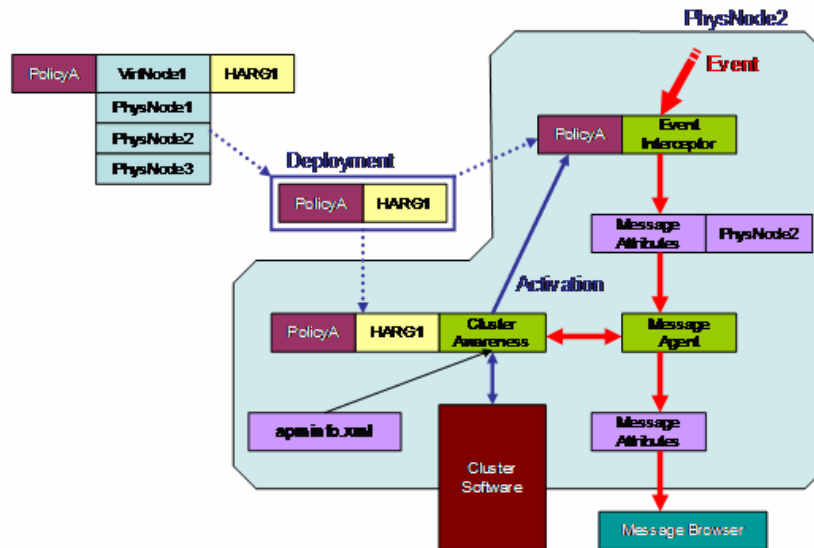 PhysNode2
Event
PolicyA VirtNode1 HARG1
PhysNode1
PhysNode2
PhysNode3
Deployment
PolicyA HARG1
PolicyA Event
Interceptor
Message
Attributes PhysNode2
Activation
PolicyA HARG1 Cluster
Awareness
Message
Agent
apminfo.xml
Message
Attributes
Cluster
Software
Message Browser